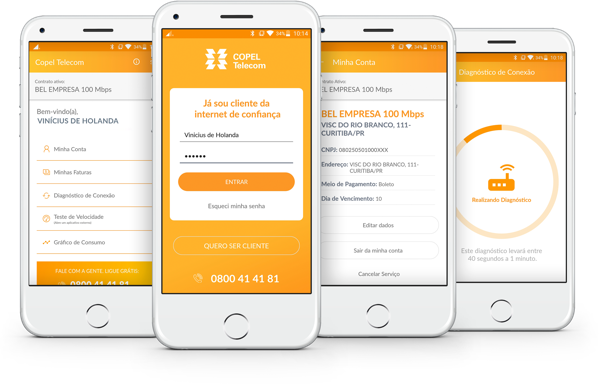 Copel Telecom
Contrato ativo:
BEL EMPRESA 100 Mbps
Bem-vindo(a),
VINÍCIUS DE HOLANDA
Minha Conta
Minhas Faturas
Diagnóstico de Conexão
Teste de Velocidade
Gráfico de Consumo
FALE COM A GENTE. LIGUE GRÁTIS:
0800 41 41 81
34% 10:14
COPEL
Telecom
Já sou cliente da
internet de confiança
Vinicius de Holanda
••••••
ENTRAR
Esqueci minha senha
QUERO SER CLIENTE
0800 41 41 81
34% 10:16
Minha Conta
Contrato Ativo:
EL EMPRESA 100 Mbps
BEL EMPRESA 100 Mbps
VISC DO RIO BRANCO, 111-
CURITIBA/PR
CNPJ: 080250501000XXX
Endereço: VISC DO RIO BRANCO, 111-
CURITIBA/PR
Meio de Pagamento: Boleto
Dia de Vencimento: 10
Editar dados
Sair da minha conta
Cancelar Serviço
34% 10:18
Diagnóstico de Conexão
Realizando Diagnóstico
Este diagnóstico levará entre
40 segundos a 1 minuto.